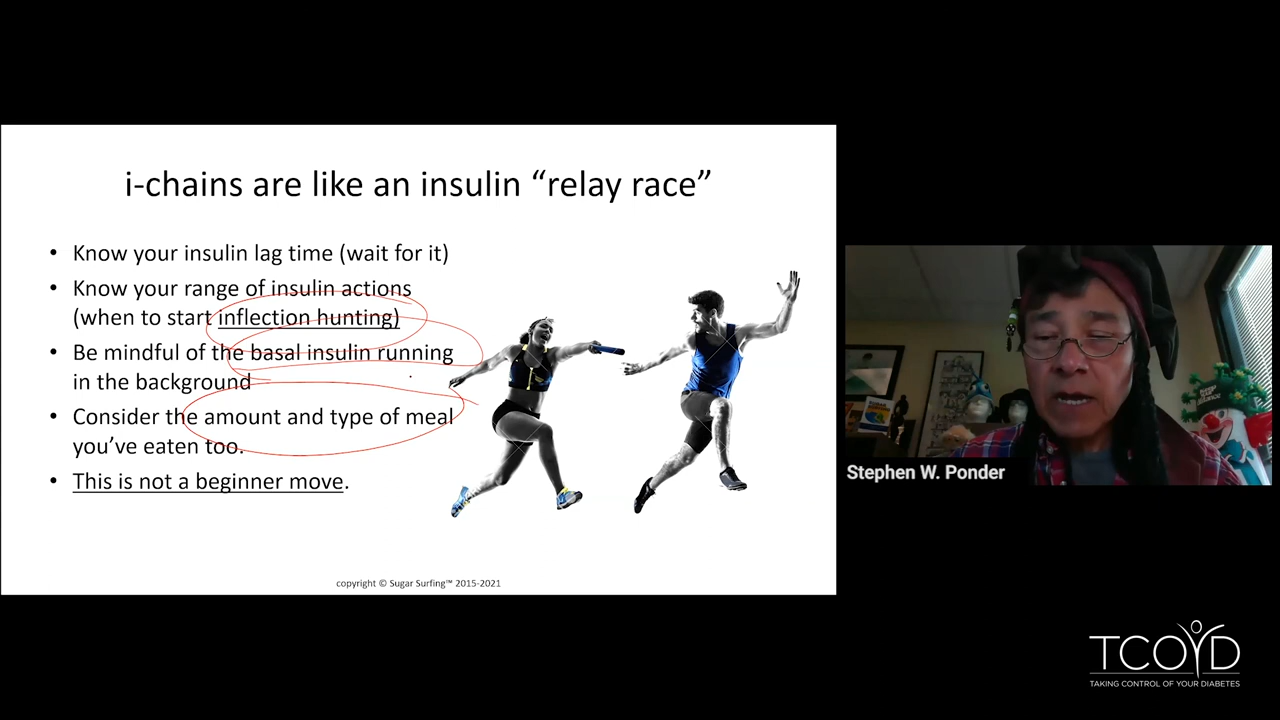 i-chains are like an insulin “relay race”
• Know your insulin lag time (wait for it)
• Know your range of insulin actions
(when to start inflection hunting)
• Be mindful of the basal insulin running
in the background
• Consider the amount and type of meal
you’ve eaten too.
• This is not a beginner move.
copyright © Sugar Surfing™ 2015-2021
Stephen W. Ponder
TCOYD
TAKING CONTROL OF YOUR DIABETES